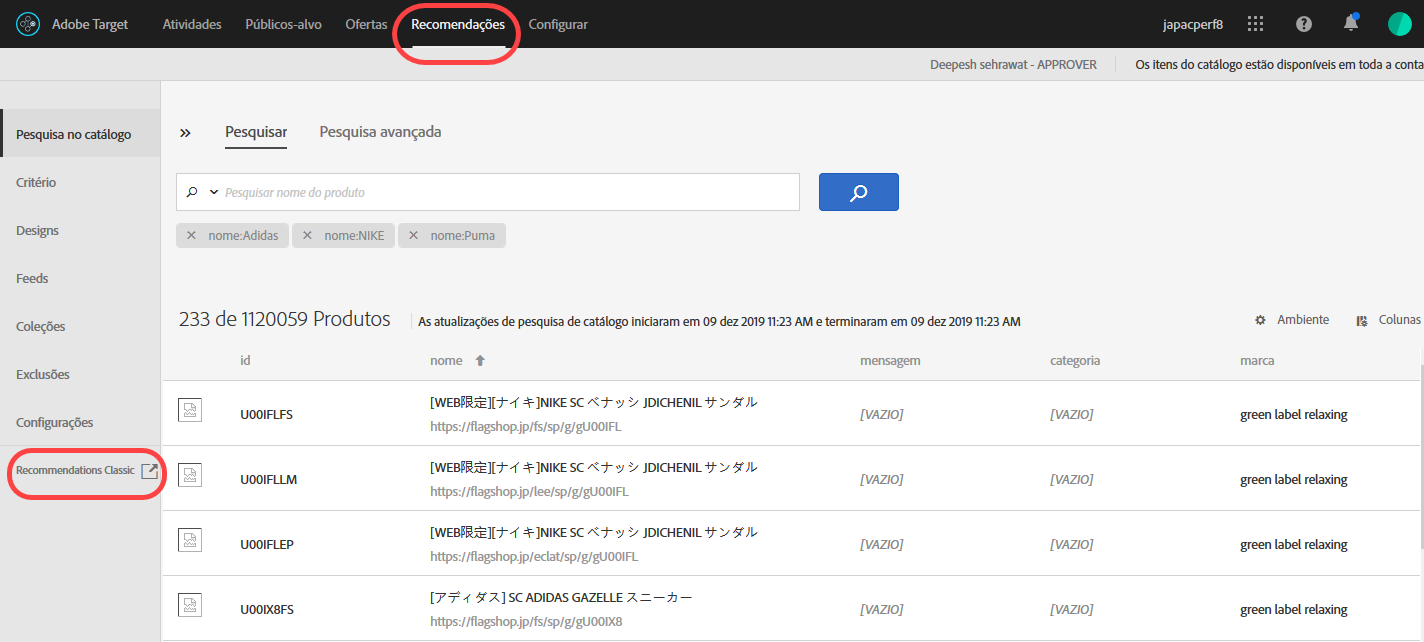 Adobe Target Atividades Públicos-alvo Ofertas Recomendações Configurar japacperf8
Deepesh sehrawat - APPROVER Os itens do catálogo estão disponíveis em toda a conta
Pesquisa no catálogo
Critério
Designs
Feeds
Coleções
Exclusões
Configurações
Recommendations Classic
Pesquisar Pesquisa avançada
Pesquisar nome do produto
nome:Adidas nome:NIKE nome:Puma
233 de 1120059 Produtos As atualizações de pesquisa de catálogo iniciaram em 09 dez 2019 11:23 AM e terminaram em 09 dez 2019 11:23 AM Ambiente Colunas
id nome mensagem categoria marca
U00IFLFS [WEB限定][ナイキ]NIKE SC ベナッシ JDICHENIL サンダル [VAZIO] [VAZIO] green label relaxing
https://flagshop.jp/fs/sp/g/gU00IFL
U00IFLLM [WEB限定][ナイキ]NIKE SC ベナッシ JDICHENIL サンダル [VAZIO] [VAZIO] green label relaxing
https://flagshop.jp/lee/sp/g/gU00IFL
U00IFLEP [WEB限定][ナイキ]NIKE SC ベナッシ JDICHENIL サンダル [VAZIO] [VAZIO] green label relaxing
https://flagshop.jp/eclat/sp/g/gU00IFL
U00IX8FS [アディダス] SC ADIDAS GAZELLE スニーカー [VAZIO] [VAZIO] green label relaxing
https://flagshop.jp/fs/sp/g/gU00IX8